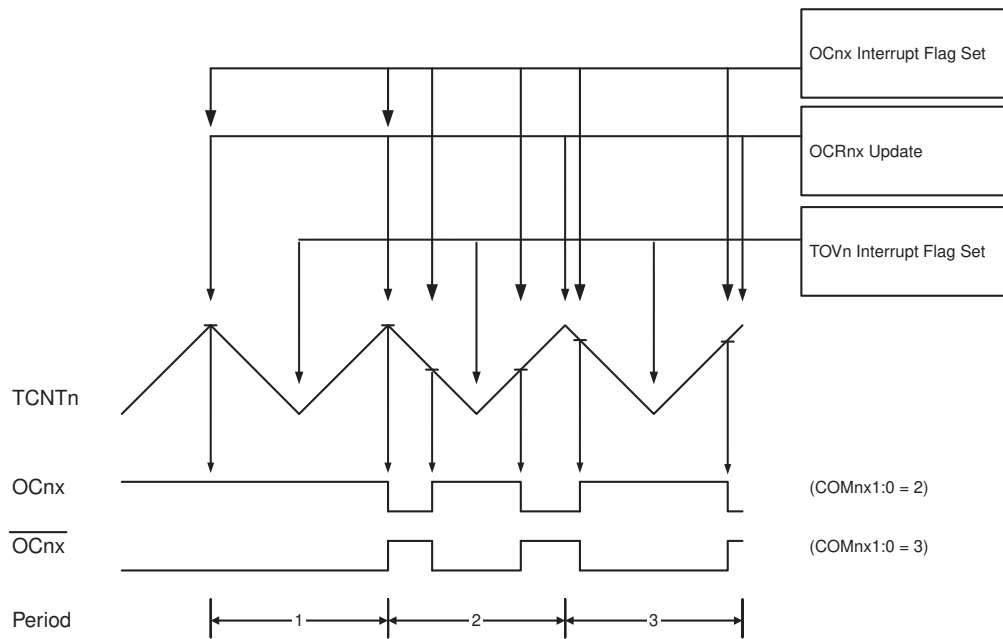 OCnx Interrupt Flag Set
OCRnx Update
TOVn Interrupt Flag Set
TCNTn
OCnx
(COMnx1:0 = 2)
OCnx
(COMnx1:0 = 3)
Period
1
2
3